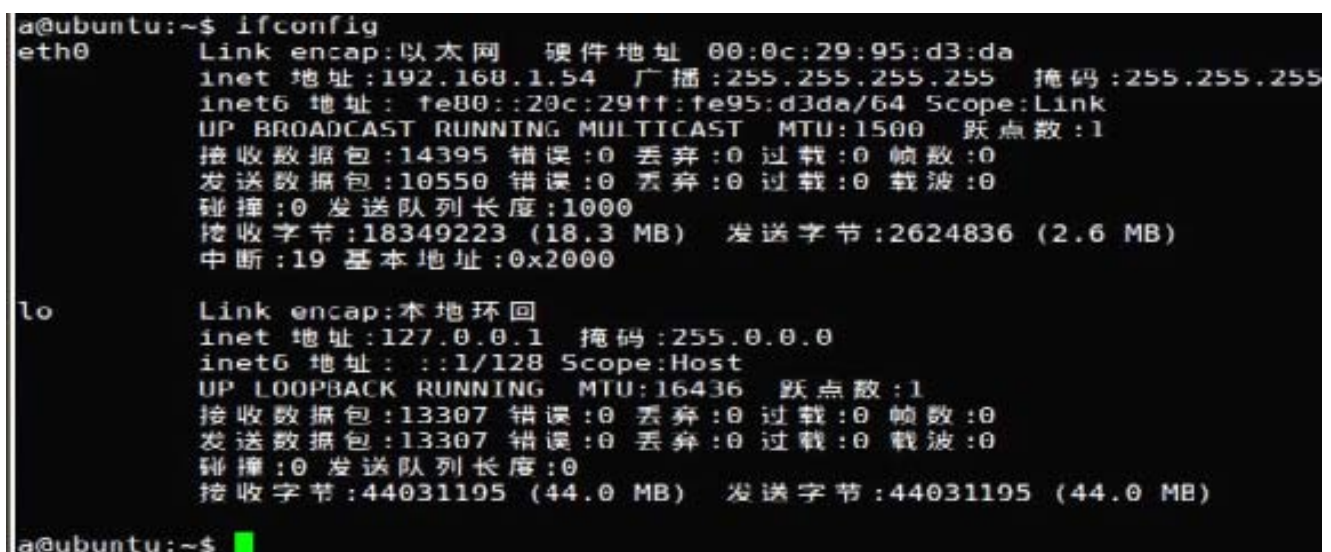 a@ubuntu:~$ ifconfig
eth0 Link encap:以太网 硬件地址 00:0c:29:95:d3:da
inet 地址:192.168.1.54 广播:255.255.255.255 掩码:255.255.255
inet6 地址: fe80::20c:29ff:fe95:d3da/64 Scope:Link
UP BROADCAST RUNNING MULTICAST MTU:1500 跃点数:1
接收数据包:14395 错误:0 丢弃:0 过载:0 帧数:0
发送数据包:10550 错误:0 丢弃:0 过载:0 载波:0
碰撞:0 发送队列长度:1000
接收字节:18349223 (18.3 MB) 发送字节:2624836 (2.6 MB)
中断:19 基本地址:0x2000
lo Link encap:本地环回
inet 地址:127.0.0.1 掩码:255.0.0.0
inet6 地址: ::1/128 Scope:Host
UP LOOPBACK RUNNING MTU:16436 跃点数:1
接收数据包:13307 错误:0 丢弃:0 过载:0 帧数:0
发送数据包:13307 错误:0 丢弃:0 过载:0 载波:0
碰撞:0 发送队列长度:0
接收字节:44031195 (44.0 MB) 发送字节:44031195 (44.0 MB)
a@ubuntu:~$